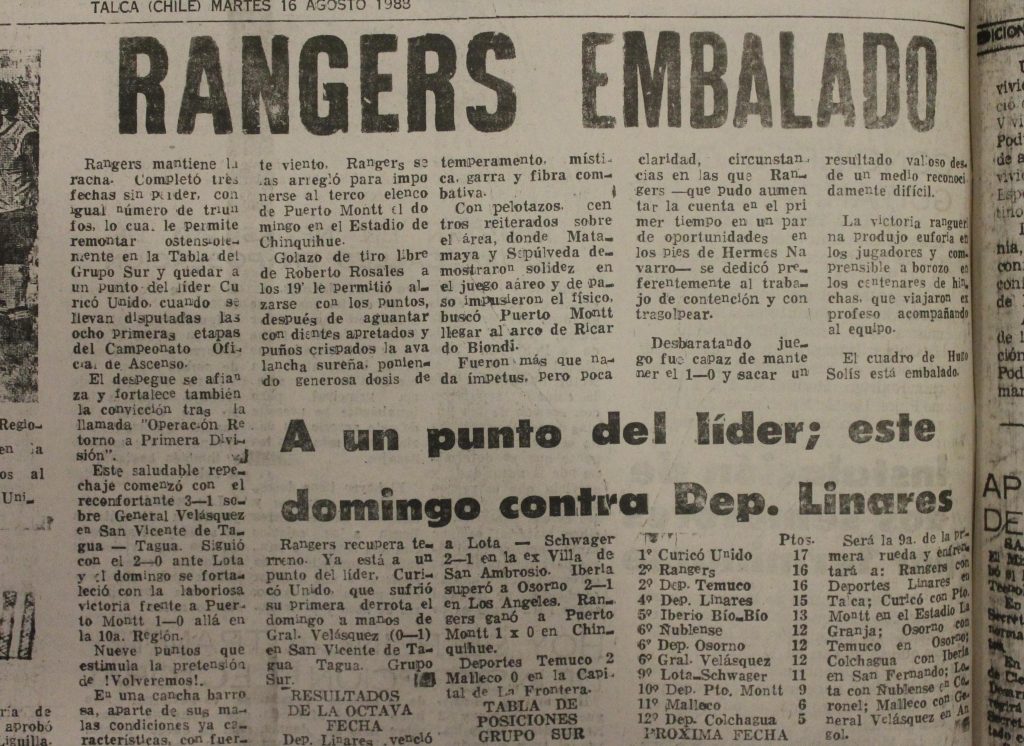 TALCA (CHILE) MARTES 16 AGOSTO 1988
RANGERS EMBALADO
Rangers mantiene la
racha. Completó tres
fechas sin perder, con
igual número de triun
fos, lo cual le permite
remontar ostensible-
mente en la Tabla del
Grupo Sur y quedar a
un punto del líder Cu
ricó Unido, cuando se
llevan disputadas las
ocho primeras etapas
del Campeonato Ofi-
cial de Ascenso.
El despegue se afian
za y fortalece también
la convicción tras la
llamada "Operación Re
torno a Primera Divi-
sión".
Este saludable repe-
chaje comenzó con el
reconfortante 3—1 so-
bre General Velásquez
en San Vicente de Ta-
gua — Tagua. Siguió
con el 2—0 ante Lota
y el domingo se forta-
leció con la laboriosa
victoria frente a Puer-
to Montt 1—0 allá en
la 10a. Región.
Nueve puntos que
estimula la pretensión
de !Volveremos!.
En una cancha barro
sa, aparte de sus ma-
las condiciones ya ca-
racterísticas, con fuer-
te viento, Rangers se
las arregló para impo
nerse al terco elenco
de Puerto Montt el do
mingo en el Estadio de
Chinquihue.
Golazo de tiro libre
de Roberto Rosales a
los 19' le permitió al-
zarse con los puntos,
después de aguantar
con dientes apretados y
puños crispados la ava
lancha sureña, ponien-
do generosa dosis de
temperamento, místi-
ca, garra y fibra com-
bativa.
Con pelotazos, cen
tros reiterados sobre
el área, donde Mata-
maya y Sepúlveda de-
mostraron solidez en
el juego aáreo y de pa-
so impusieron el físico,
buscó Puerto Montt
llegar al arco de Ricar
do Biondi.
Fueron más que na-
da ímpetus, pero poca
claridad, circunstan-
cias en las que Ran-
gers —que pudo aumen
tar la cuenta en el pri
mer tiempo en un par
de oportunidades en
los pies de Hermes Na
varro— se dedicó pre-
ferentemente al traba-
jo de contención y con
tragolpear.
Desbaratando jue-
go fue capaz de mante
ner el 1—0 y sacar un
resultado valioso des-
de un medio reconoci
damente difícil.
La victoria ranguer
na produjo euforia en
los jugadores y com-
prensible a borozo en
los centenares de hin-
chas, que viajaron ex
profeso acompañando
al equipo.
El cuadro de Hugo
Solís está embalado.
A un punto del líder; este
domingo contra Dep. Linares
Rangers recupera te-
rreno. Ya está a un
punto del líder, Curi-
có Unido, que sufrió
su primera derrota el
domingo a manos de
Gral. Velásquez (0—1)
en San Vicente de Ta-
gua Tagua. Grupo
Sur.
RESULTADOS
DE LA OCTAVA
FECHA
Dep. Linares venció
a Lota — Schwager
2—1 en la ex Villa de
San Ambrosio. Iberia
superó a Osorno 2—1
en Los Angeles. Ran-
gers ganó a Puerto
Montt 1 x 0 en Chin-
quihue.
Deportes Temuco 2
Malleco 0 en la Capi-
tal de La Frontera.
TABLA DE
POSICIONES
GRUPO SUR
Ptos.
1º Curicó Unido 17
2º Rangers 16
2º Dep. Temuco 16
4º Dep. Linares 15
5º Iberio Bío-Bío 13
6º Ñublense 12
6º Dep. Osorno 12
6º Gral. Velásquez 12
9º Lota-Schwager 11
10º Dep. Pto. Montt 9
11º Malleco 6
12º Dep. Colchagua 5
PROXIMA FECHA
Será la 9a. de la pri-
mera rueda y enfren-
tará a: Rangers con
Deportes Linares en
Talca; Curicó con Pto.
Montt en el Estadio La
Granja; Osorno con
Temuco en Osorno;
Colchagua con Iberia
en San Fernando; Lo-
ta con Ñublense en Co-
ronel; Malleco con Ge-
neral Velásquez en An
gol.